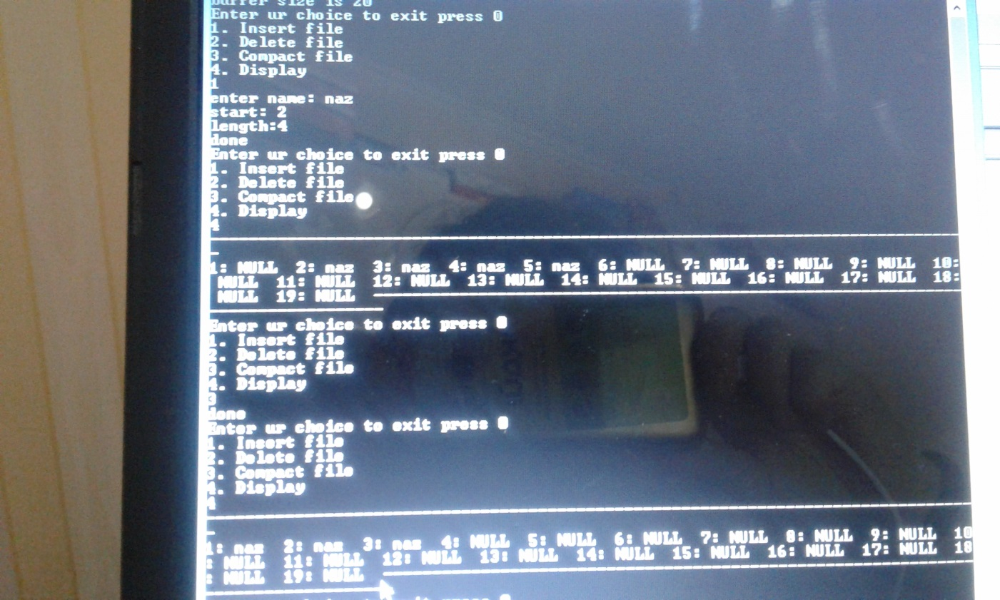 buffer size is 20
Enter ur choice to exit press 0
1. Insert file
2. Delete file
3. Compact file
4. Display
1
enter name: naz
start: 2
length:4
done
Enter ur choice to exit press 0
1. Insert file
2. Delete file
3. Compact file
4. Display
4
1: NULL 2: naz 3: naz 4: naz 5: naz 6: NULL 7: NULL 8: NULL 9: NULL 10:
NULL 11: NULL 12: NULL 13: NULL 14: NULL 15: NULL 16: NULL 17: NULL 18:
NULL 19: NULL
Enter ur choice to exit press 0
1. Insert file
2. Delete file
3. Compact file
4. Display
3
done
Enter ur choice to exit press 0
1. Insert file
2. Delete file
3. Compact file
4. Display
4
1: naz 2: naz 3: naz 4: NULL 5: NULL 6: NULL 7: NULL 8: NULL 9: NULL 10
: NULL 11: NULL 12: NULL 13: NULL 14: NULL 15: NULL 16: NULL 17: NULL 18
: NULL 19: NULL
exit press 0